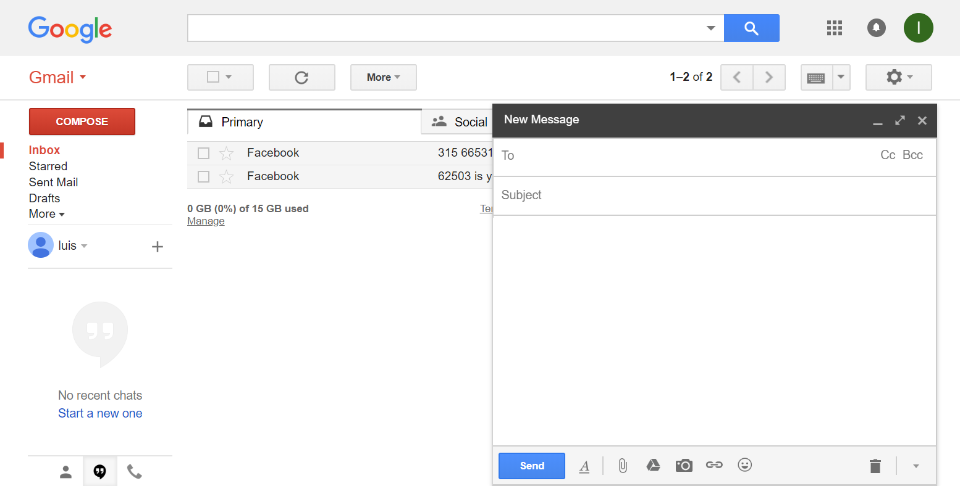 Google
I
Gmail
More
1–2 of 2
COMPOSE
Primary
Social
New Message
Inbox
Starred
Sent Mail
Drafts
More
Facebook
315 66531
Facebook
62503 is y
To
Cc Bcc
Subject
0 GB (0%) of 15 GB used
Manage
luis
No recent chats
Start a new one
Send
A